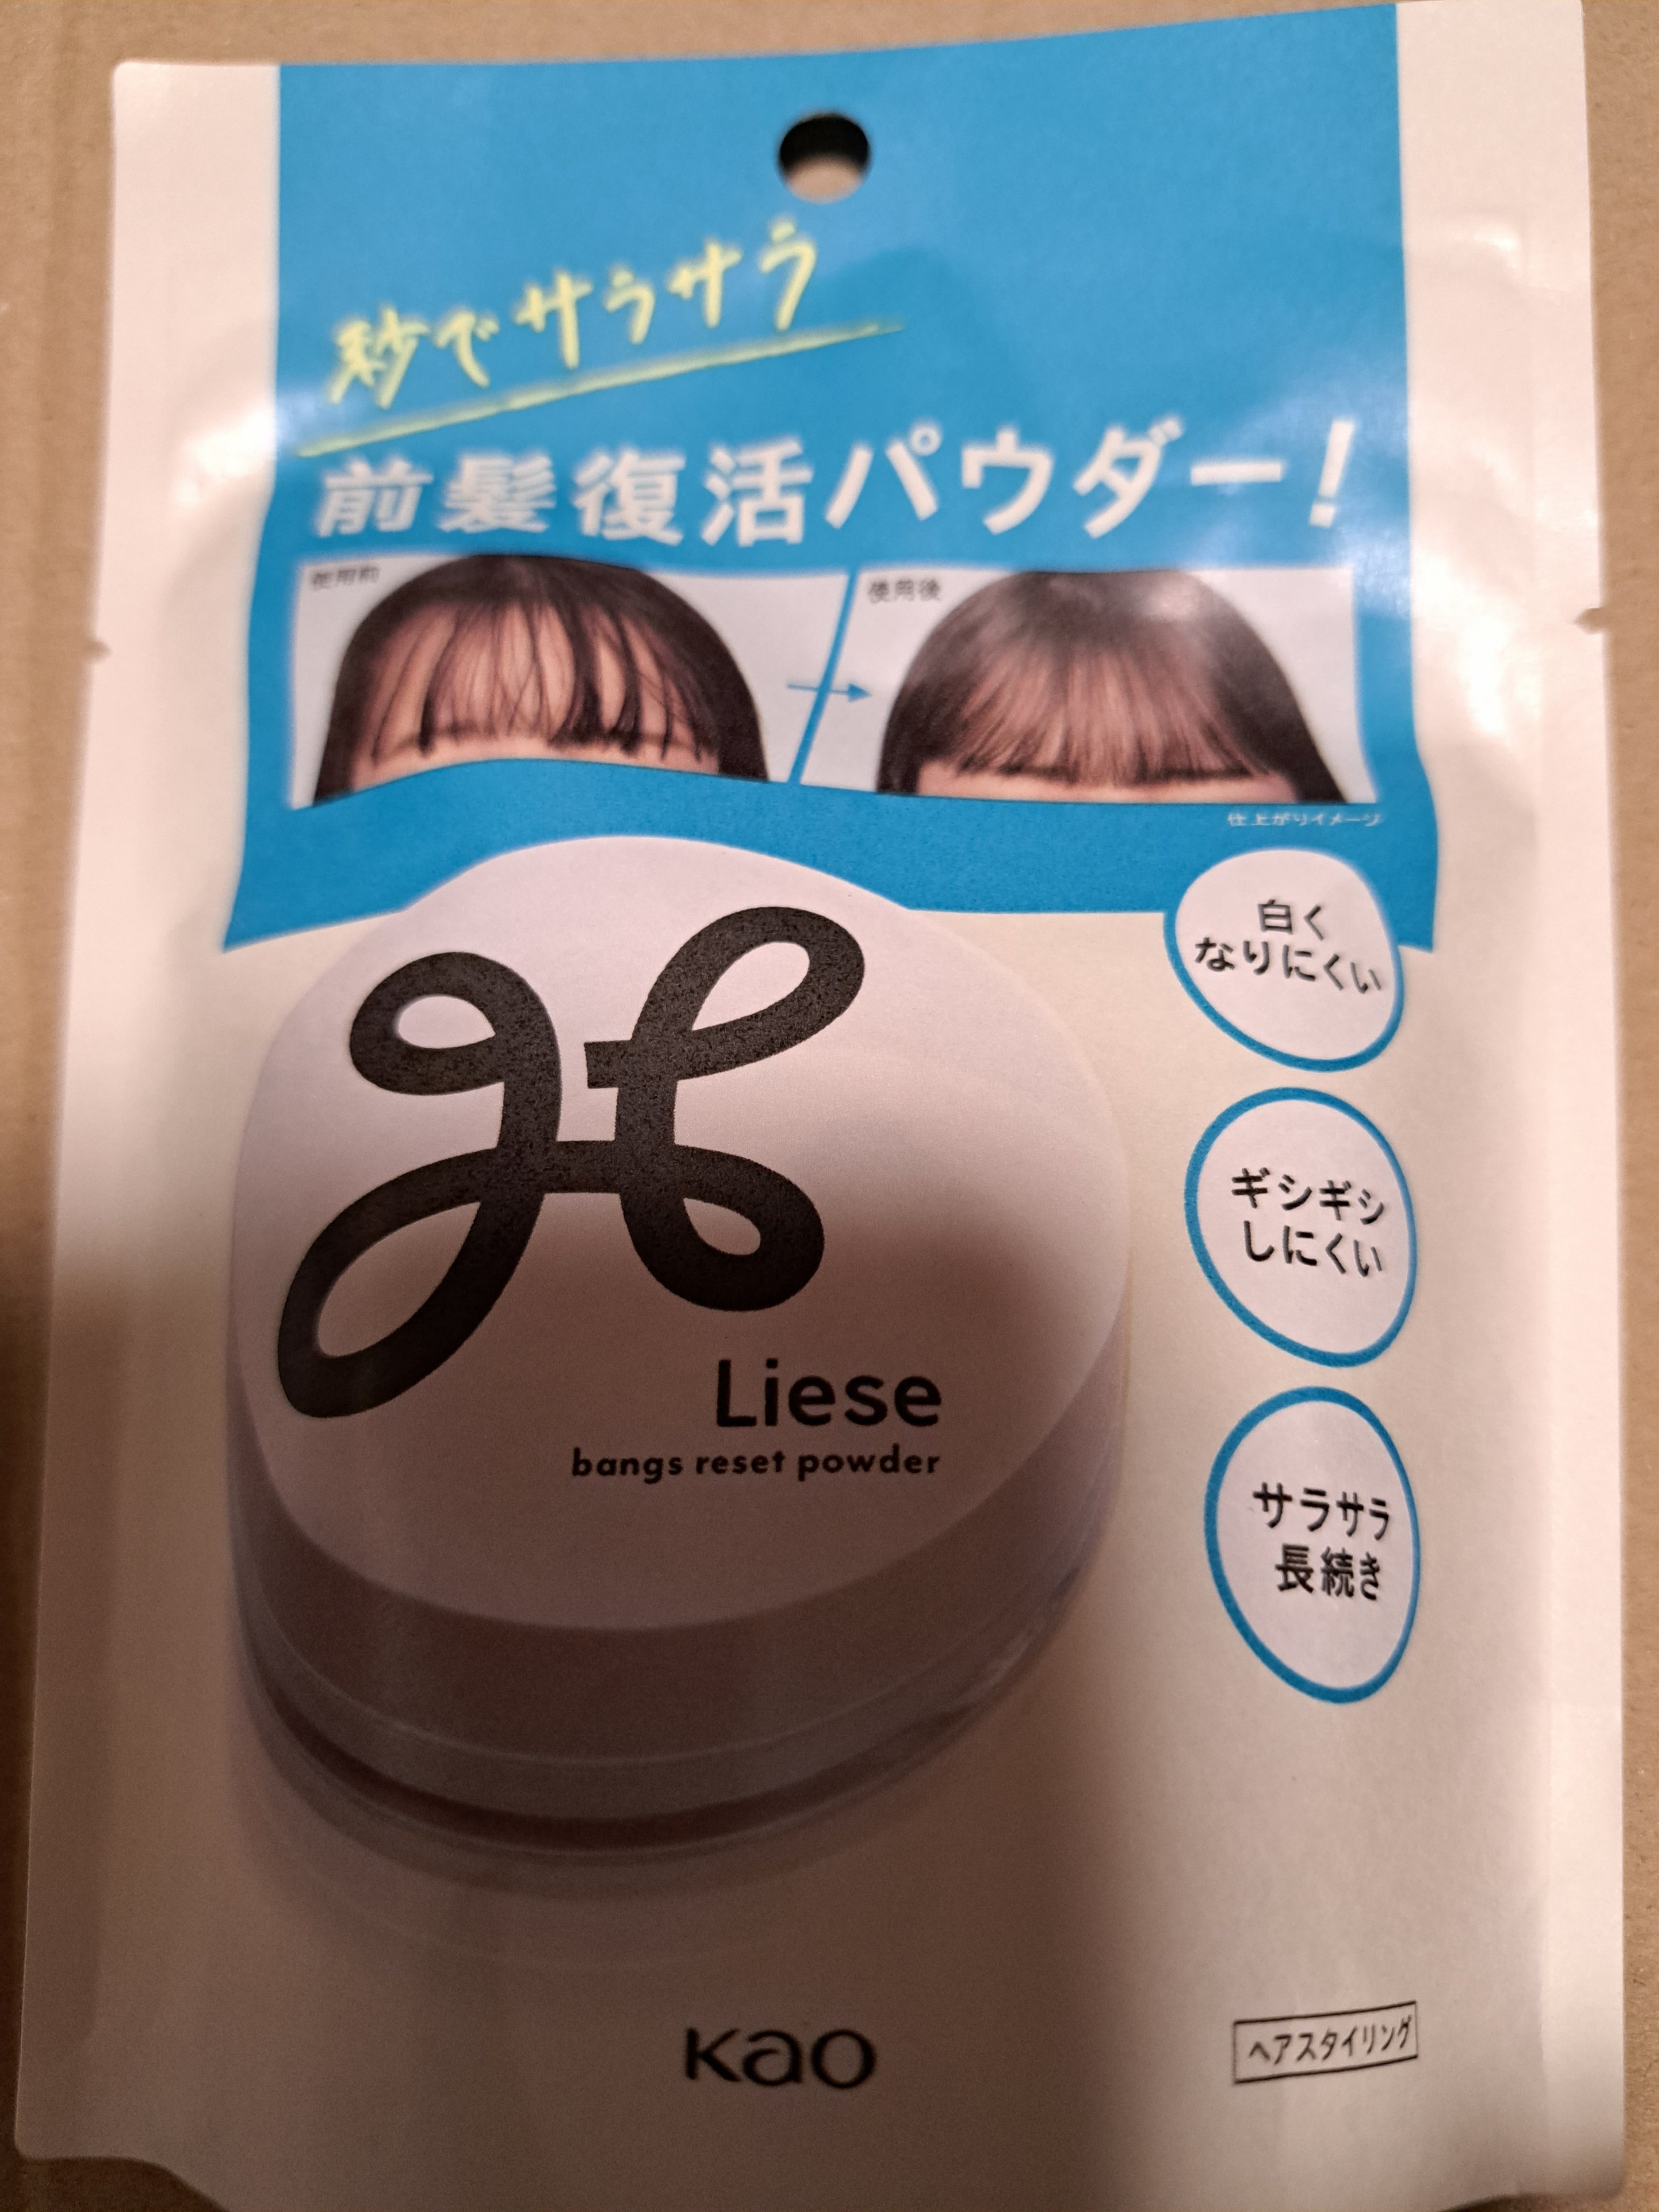 秒でサラサラ
前髪復活パウダー!
使用前
使用後
仕上がりイメージ
白く
なりにくい
ギシギシ
しにくい
サラサラ
長続き
Liese
bangs reset powder
Kao
ヘアスタイリング